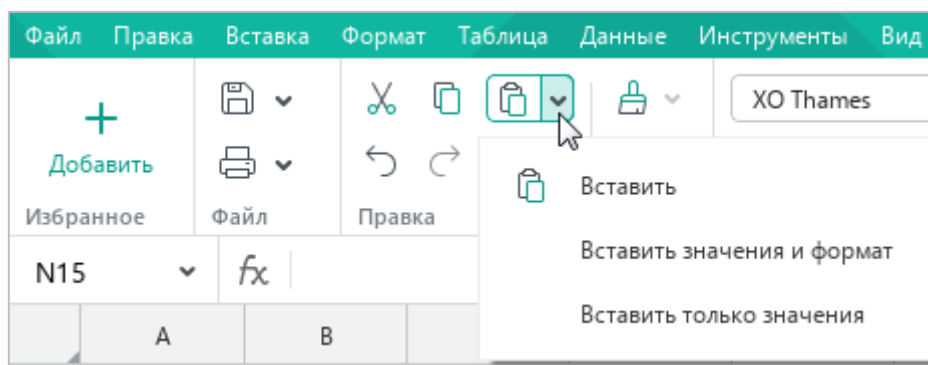 Файл Правка Вставка Формат Таблица Данные Инструменты Вид
XO Thames
Добавить
Вставить
Избранное Файл Правка
Вставить значения и формат
N15 fx
Вставить только значения
A B